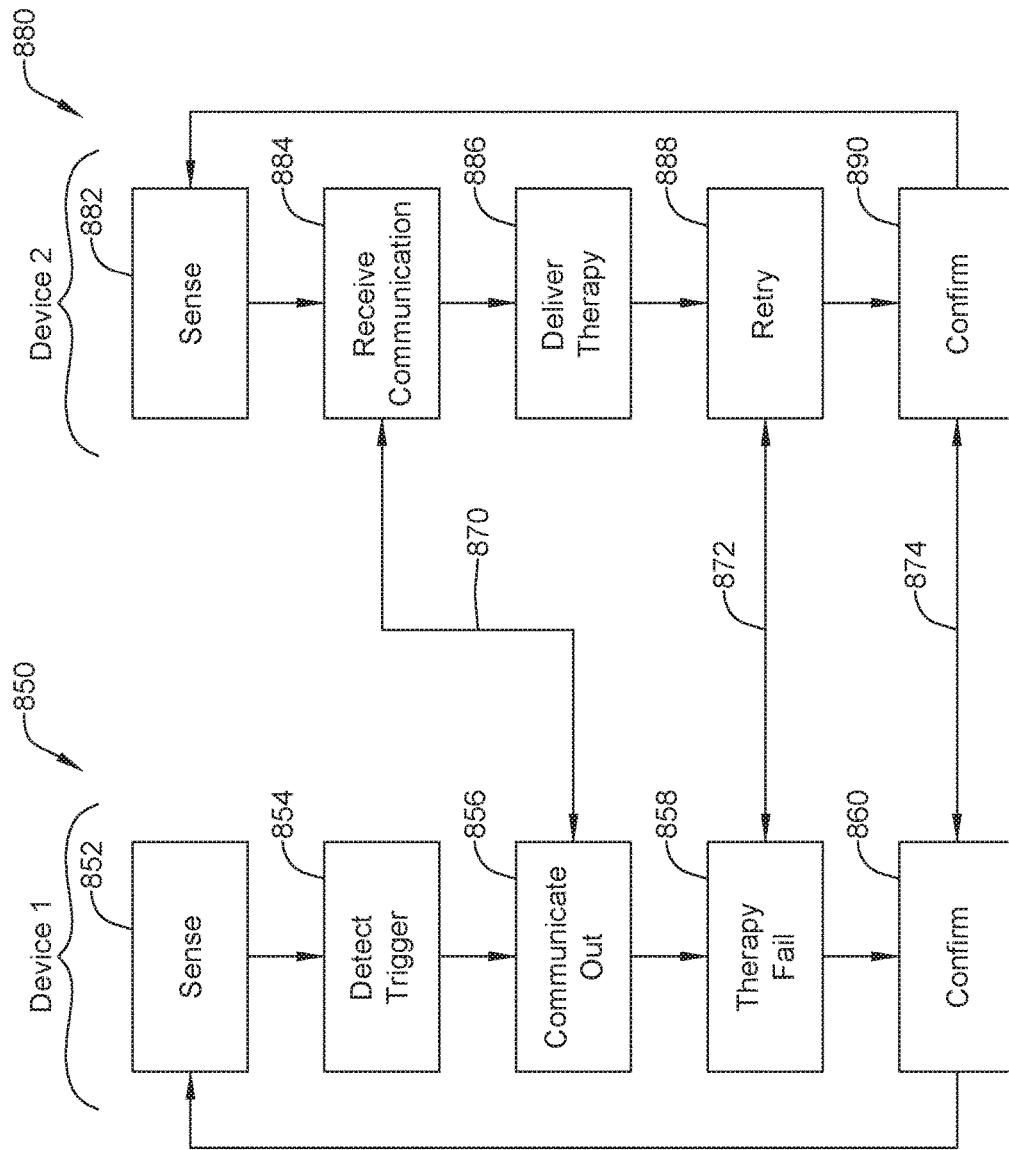 850
Device 1
852
Sense
854
Detect
Trigger
856
Communicate
Out
858
Therapy
Fail
860
Confirm
870
872
874
880
Device 2
882
Sense
884
Receive
Communication
886
Deliver
Therapy
888
Retry
890
Confirm